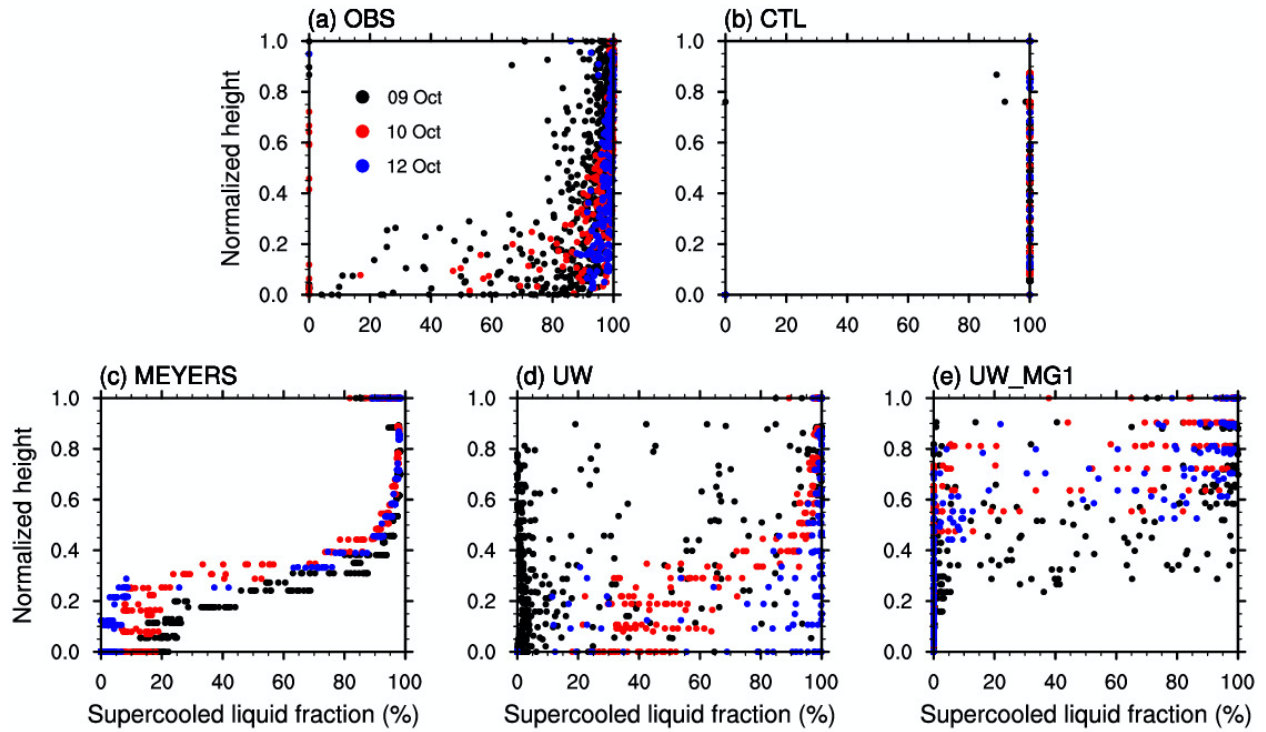 (a) OBS
(b) CTL
Normalized height
1.0
0.8
0.6
0.4
0.2
0.0
09 Oct
10 Oct
12 Oct
0 20 40 60 80 100
1.0
0.8
0.6
0.4
0.2
0.0
0 20 40 60 80 100
(c) MEYERS
(d) UW
(e) UW_MG1
Normalized height
1.0
0.8
0.6
0.4
0.2
0.0
0 20 40 60 80 100
Supercooled liquid fraction (%)
1.0
0.8
0.6
0.4
0.2
0.0
0 20 40 60 80 100
Supercooled liquid fraction (%)
1.0
0.8
0.6
0.4
0.2
0.0
0 20 40 60 80 100
Supercooled liquid fraction (%)